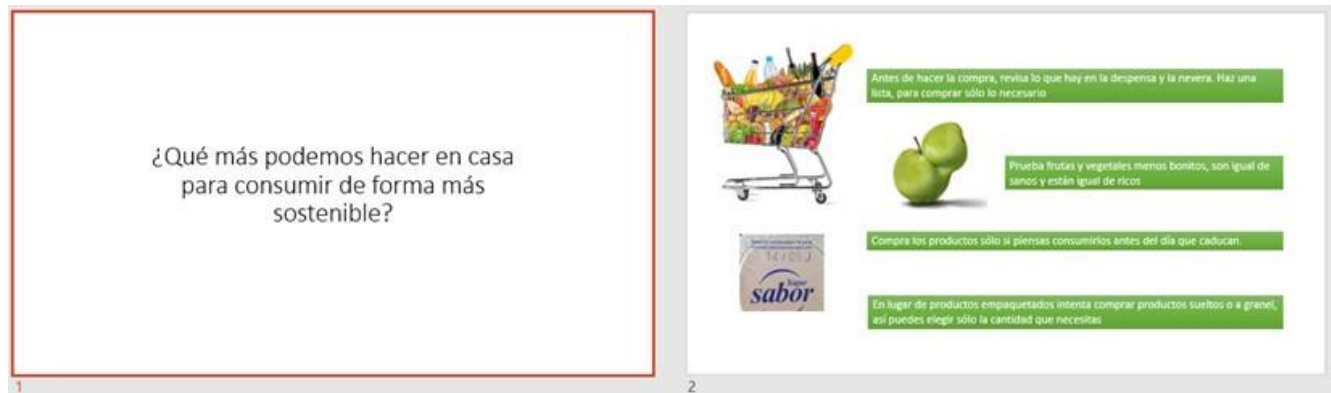 ¿Qué más podemos hacer en casa
para consumir de forma más
sostenible?
1
Antes de hacer la compra, revisa lo que hay en la despensa y la nevera. Haz una
lista, para comprar sólo lo necesario
Prueba frutas y vegetales menos bonitos, son igual de
sanos y están igual de ricos
14/05 J
Yogur
sabor
Compra los productos sólo si piensas consumirlos antes del día que caducan.
En lugar de productos empaquetados intenta comprar productos sueltos o a granel,
así puedes elegir sólo la cantidad que necesitas
2